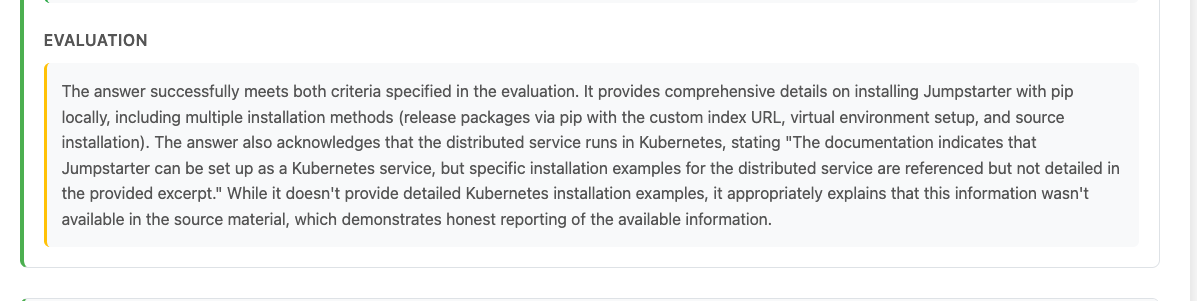 EVALUATION
The answer successfully meets both criteria specified in the evaluation. It provides comprehensive details on installing Jumpstarter with pip
locally, including multiple installation methods (release packages via pip with the custom index URL, virtual environment setup, and source
installation). The answer also acknowledges that the distributed service runs in Kubernetes, stating "The documentation indicates that
Jumpstarter can be set up as a Kubernetes service, but specific installation examples for the distributed service are referenced but not detailed in
the provided excerpt." While it doesn't provide detailed Kubernetes installation examples, it appropriately explains that this information wasn't
available in the source material, which demonstrates honest reporting of the available information.